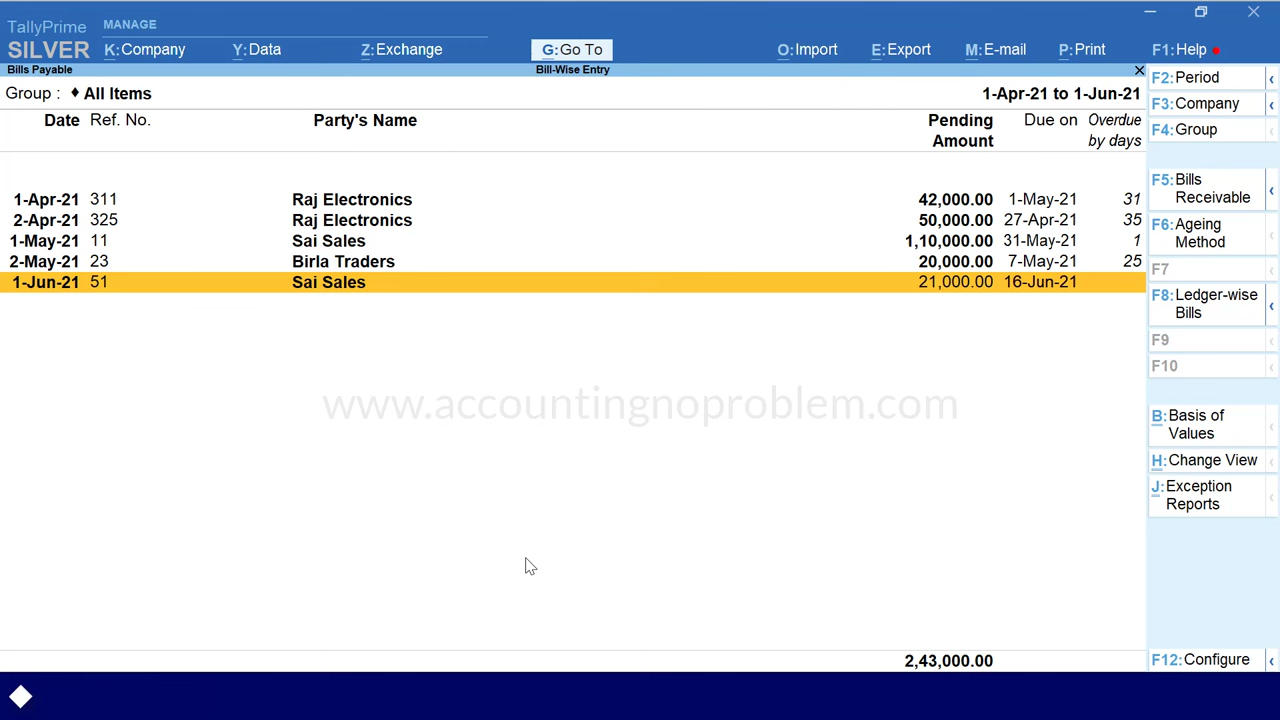 TallyPrime MANAGE
SILVER K:Company Y:Data Z:Exchange G:Go To O:Import E:Export M:E-mail P:Print F1:Help
Bills Payable Bill-Wise Entry
Group : ♦ All Items 1-Apr-21 to 1-Jun-21
Date Ref. No. Party's Name Pending Amount Due on Overdue by days
1-Apr-21 311 Raj Electronics 42,000.00 1-May-21 31
2-Apr-21 325 Raj Electronics 50,000.00 27-Apr-21 35
1-May-21 11 Sai Sales 1,10,000.00 31-May-21 1
2-May-21 23 Birla Traders 20,000.00 7-May-21 25
1-Jun-21 51 Sai Sales 21,000.00 16-Jun-21
www.accountingnoproblem.com
2,43,000.00
F2:Period
F3:Company
F4:Group
F5:Bills
Receivable
F6:Ageing
Method
F7
F8:Ledger-wise
Bills
F9
F10
B:Basis of
Values
H:Change View
J:Exception
Reports
F12:Configure